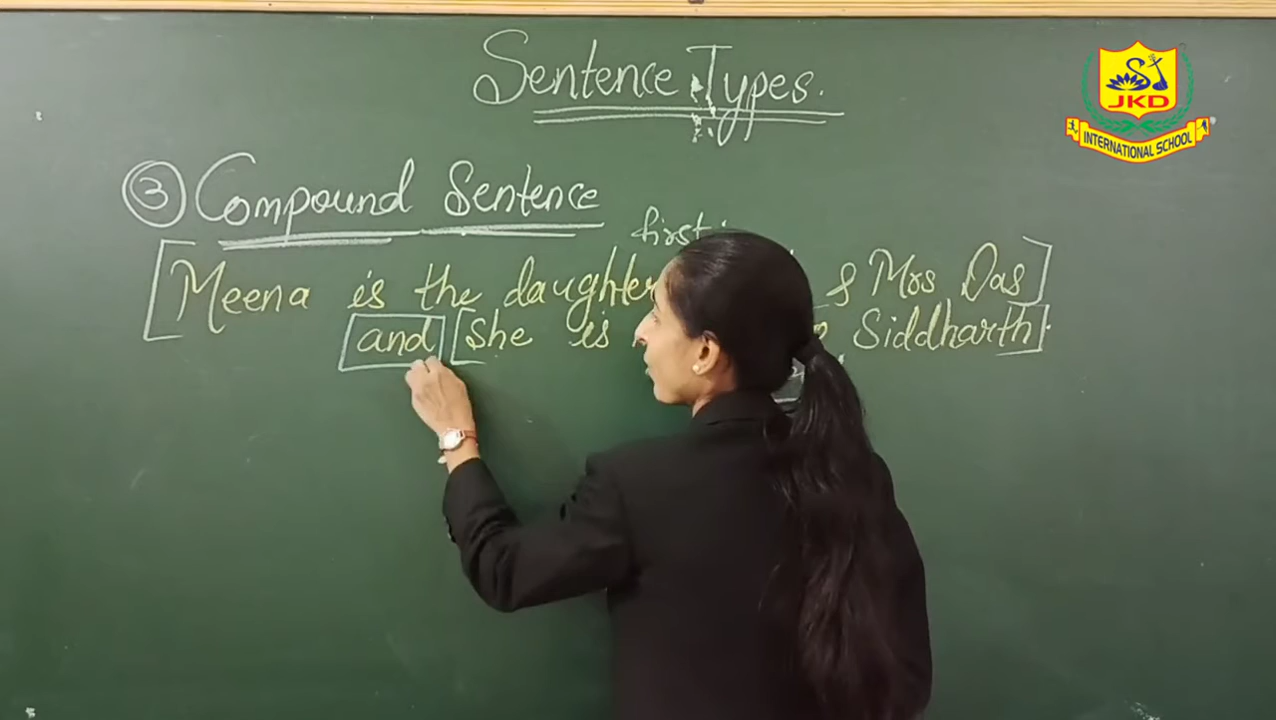 Sentence Types.
③ Compound Sentence
first
[Meena is the daughter & Mrs Das]
and [she is Siddharth].
JKD
INTERNATIONAL SCHOOL